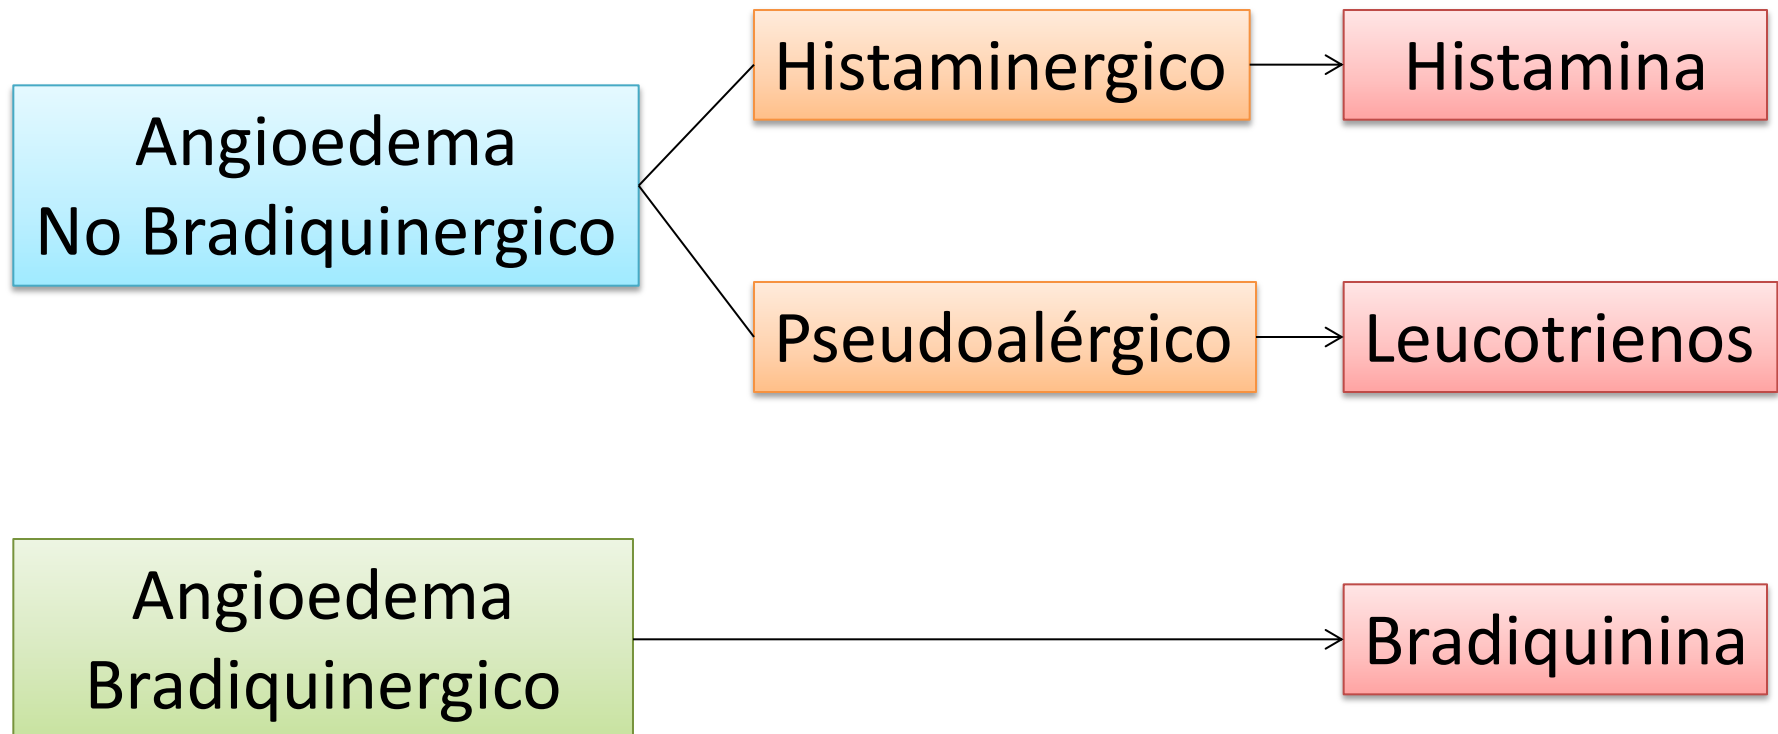 Angioedema
No Bradiquinergico
Histaminergico
Histamina
Pseudoalérgico
Leucotrienos
Angioedema
Bradiquinergico
Bradiquinina